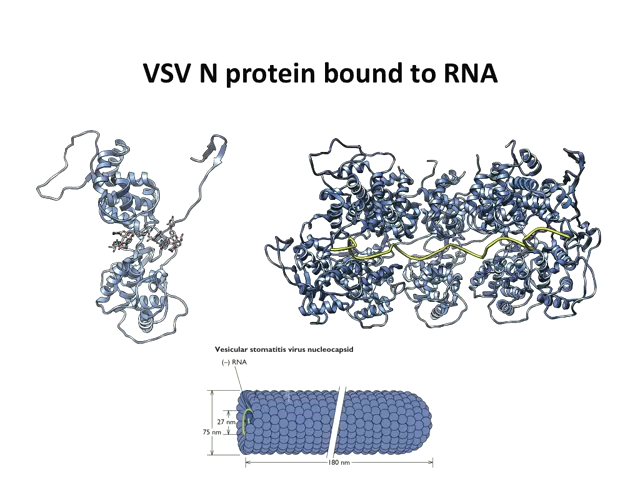 VSV N protein bound to RNA
Vesicular stomatitis virus nucleocapsid
(–) RNA
27 nm
75 nm
180 nm